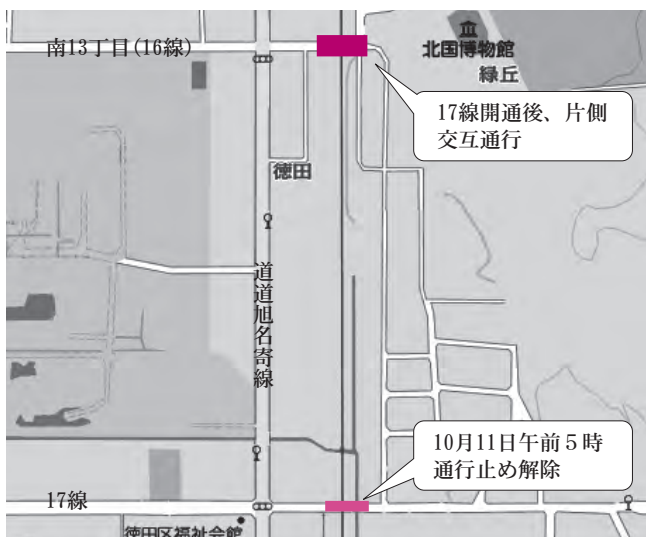 南13丁目(16線)
北国博物館
緑丘
17線開通後、片側
交互通行
徳田
道道旭名寄線
10月11日午前５時
通行止め解除
17線
徳田区福祉会館